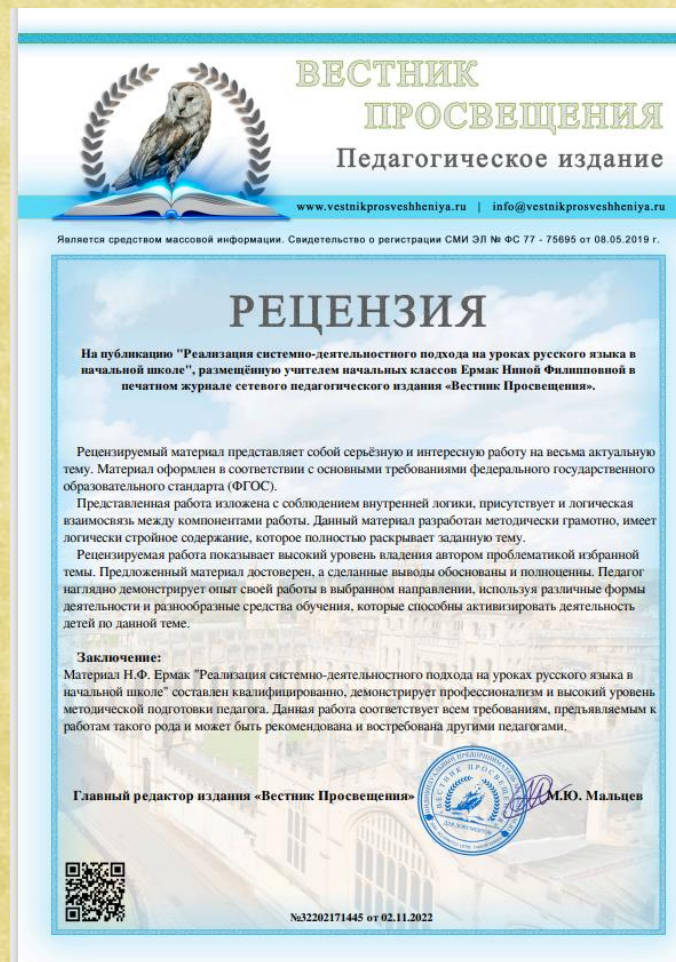 ВЕСТНИК
ПРОСВЕЩЕНИЯ
Педагогическое издание
www.vestnikprosveshheniya.ru | info@vestnikprosveshheniya.ru
Является средством массовой информации. Свидетельство о регистрации СМИ ЭЛ № ФС 77 - 75695 от 08.05.2019 г.
РЕЦЕНЗИЯ
На публикацию "Реализация системно-деятельностного подхода на уроках русского языка в
начальной школе", размещённую учителем начальных классов Ермак Ниной Филипповной в
печатном журнале сетевого педагогического издания «Вестник Просвещения».
Рецензируемый материал представляет собой серьёзную и интересную работу на весьма актуальную
тему. Материал оформлен в соответствии с основными требованиями федерального государственного
образовательного стандарта (ФГОС).
Представленная работа изложена с соблюдением внутренней логики, присутствует и логическая
взаимосвязь между компонентами работы. Данный материал разработан методически грамотно, имеет
логически стройное содержание, которое полностью раскрывает заданную тему.
Рецензируемая работа показывает высокий уровень владения автором проблематикой избранной
темы. Предложенный материал достоверен, а сделанные выводы обоснованы и полноценны. Педагог
наглядно демонстрирует опыт своей работы в выбранном направлении, используя различные формы
деятельности и разнообразные средства обучения, которые способны активизировать деятельность
детей по данной теме.
Заключение:
Материал Н.Ф. Ермак "Реализация системно-деятельностного подхода на уроках русского языка в
начальной школе" составлен квалифицированно, демонстрирует профессионализм и высокий уровень
методической подготовки педагога. Данная работа соответствует всем требованиям, предъявляемым к
работам такого рода и может быть рекомендована и востребована другими педагогами.
Главный редактор издания «Вестник Просвещения» М.Ю. Мальцев
ВЕСТНИК ПРОСВЕЩЕНИЯ
ДЛЯ ДОКУМЕНТОВ
№32202171445 от 02.11.2022